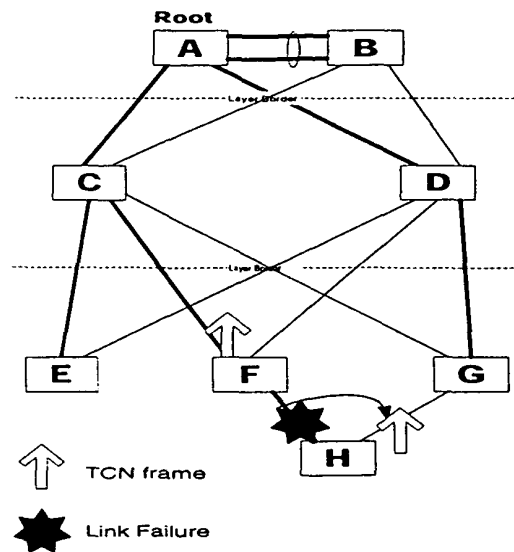 Root
A B
Layer Border
C D
Layer Border
E F G
H
TCN frame
Link Failure